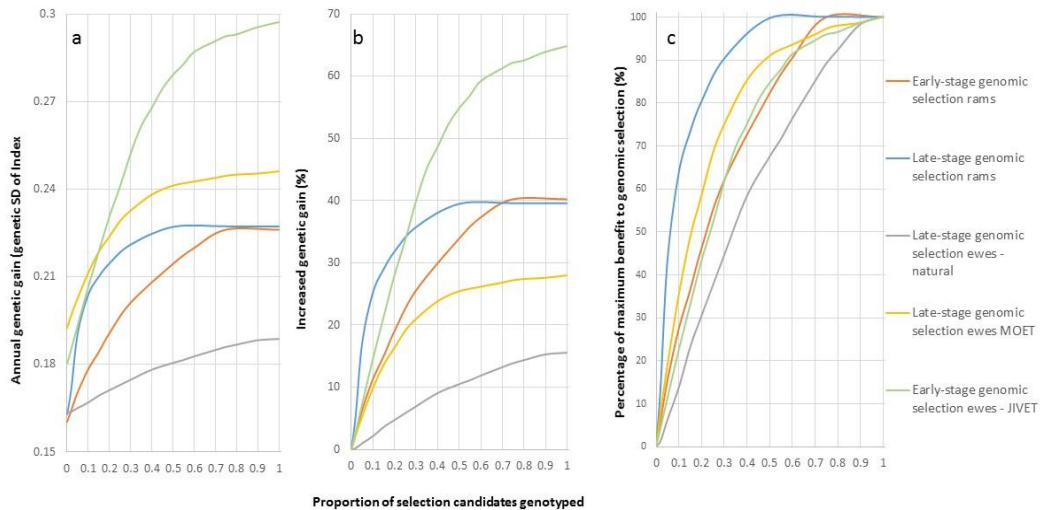 a
Annual genetic gain (genetic SD of Index
0.3
0.27
0.24
0.21
0.18
0.15
0 0.1 0.2 0.3 0.4 0.5 0.6 0.7 0.8 0.9 1
b
Increased genetic gain (%)
70
60
50
40
30
20
10
0
0 0.1 0.2 0.3 0.4 0.5 0.6 0.7 0.8 0.9 1
c
Percentage of maximum benefit to genomic selection (%)
100
90
80
70
60
50
40
30
20
10
0
0 0.1 0.2 0.3 0.4 0.5 0.6 0.7 0.8 0.9 1
Early-stage genomic
selection rams
Late-stage genomic
selection rams
Late-stage genomic
selection ewes -
natural
Late-stage genomic
selection ewes MOET
Early-stage genomic
selection ewes - JIVET
Proportion of selection candidates genotyped